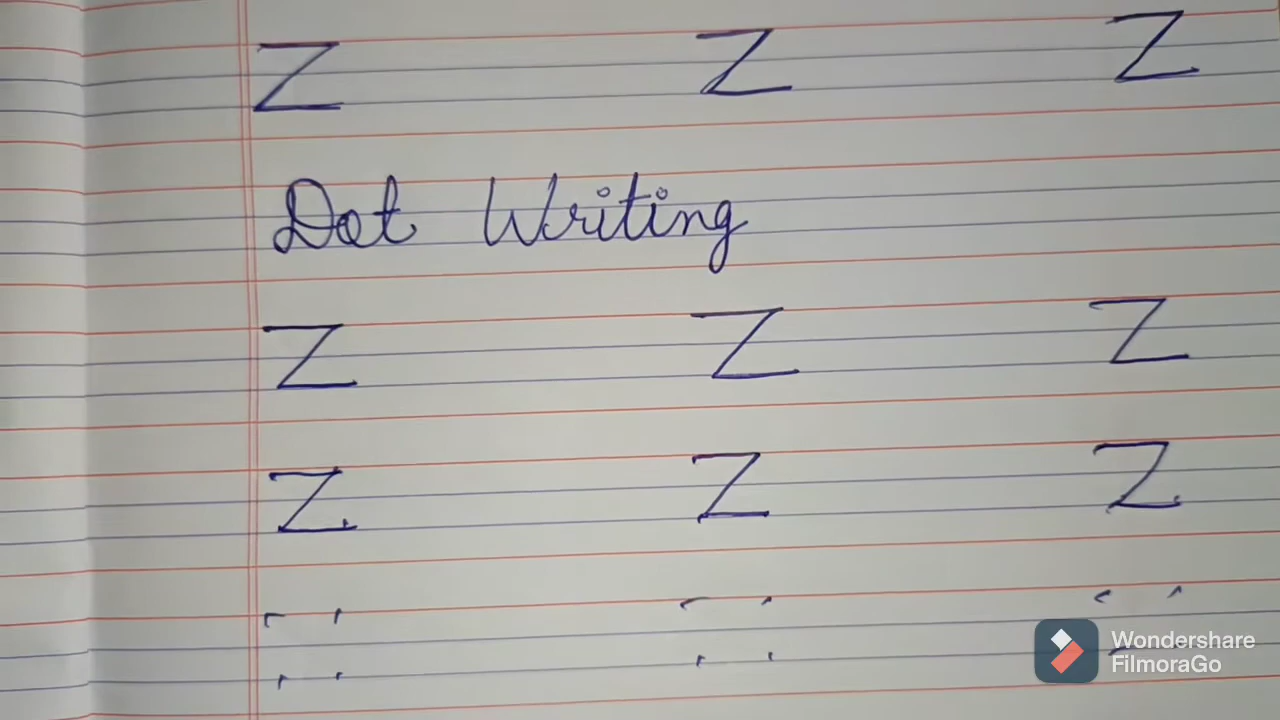 Z Z Z
Dot Writing
Z Z Z
Z Z Z
Wondershare
FilmoraGo